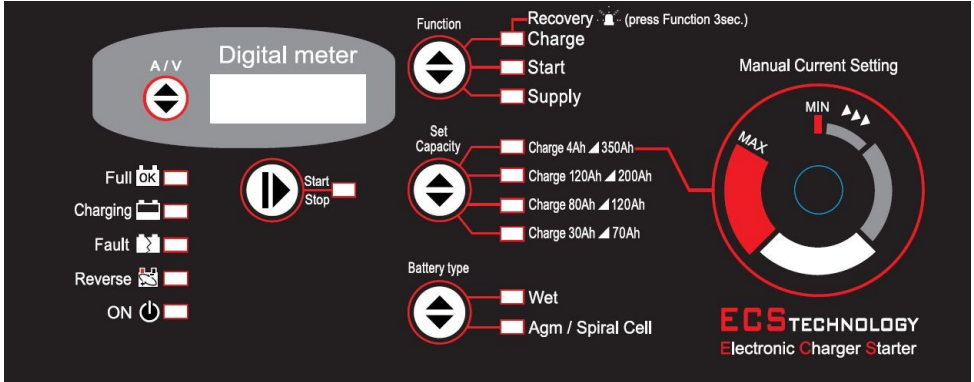 A / V
Digital meter
Full OK
Charging
Fault
Reverse
ON
Start
Stop
Function
Recovery (press Function 3sec.)
Charge
Start
Supply
Set
Capacity
Charge 4Ah ◢ 350Ah
Charge 120Ah ◢ 200Ah
Charge 80Ah ◢ 120Ah
Charge 30Ah ◢ 70Ah
Battery type
Wet
Agm / Spiral Cell
Manual Current Setting
MIN
MAX
ECS TECHNOLOGY
Electronic Charger Starter